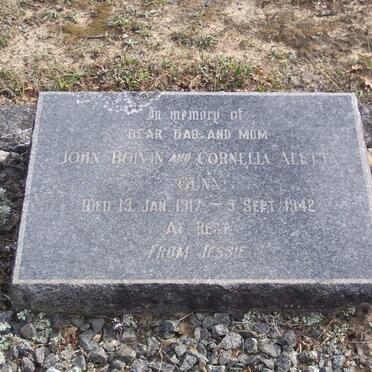 In memory of
DEAR DAD AND MOM
JOHN BOIVIN AND CORNELIA ALETTA
GUNN
DIED 13 JAN. 1917 – 3 SEPT. 1942
AT REST
FROM JESSIE